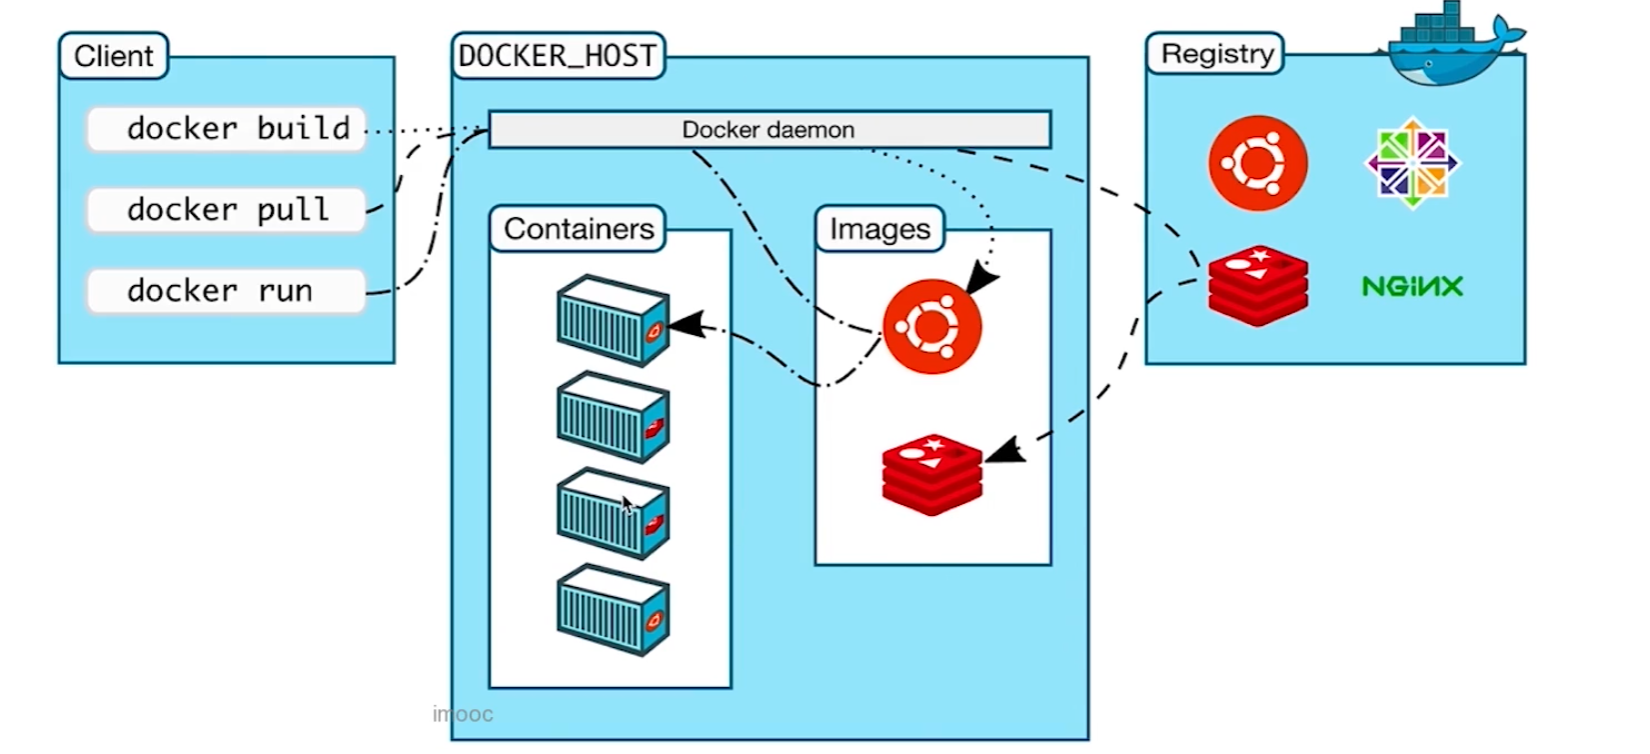 Client
docker build
docker pull
docker run
DOCKER_HOST
Docker daemon
Containers
Images
Registry
NGiNX
imooc